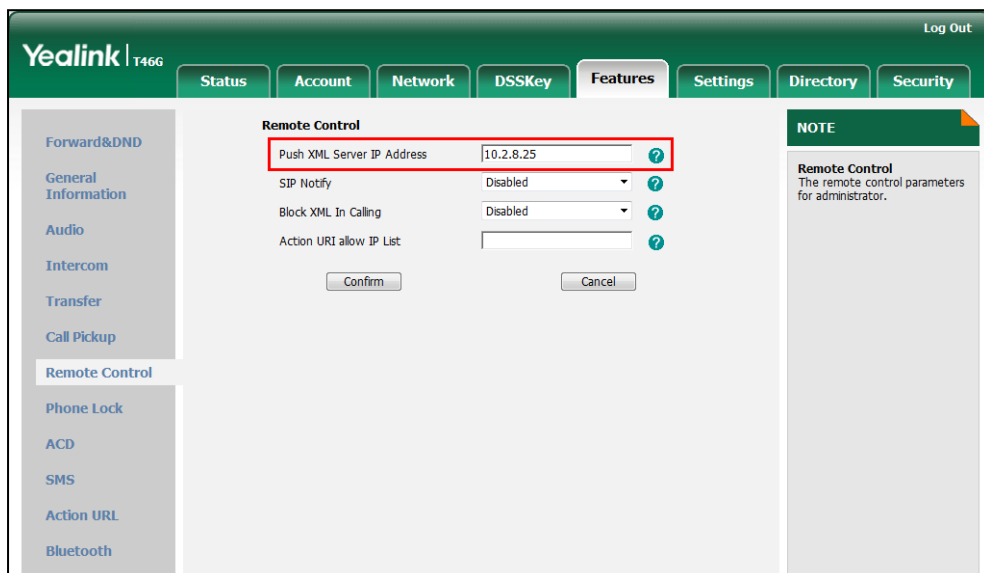 Log Out
Yealink T46G
Status Account Network DSSKey Features Settings Directory Security
Forward&DND
General
Information
Audio
Intercom
Transfer
Call Pickup
Remote Control
Phone Lock
ACD
SMS
Action URL
Bluetooth
Remote Control
Push XML Server IP Address 10.2.8.25 ?
SIP Notify Disabled ?
Block XML In Calling Disabled ?
Action URI allow IP List ?
Confirm Cancel
NOTE
Remote Control
The remote control parameters
for administrator.